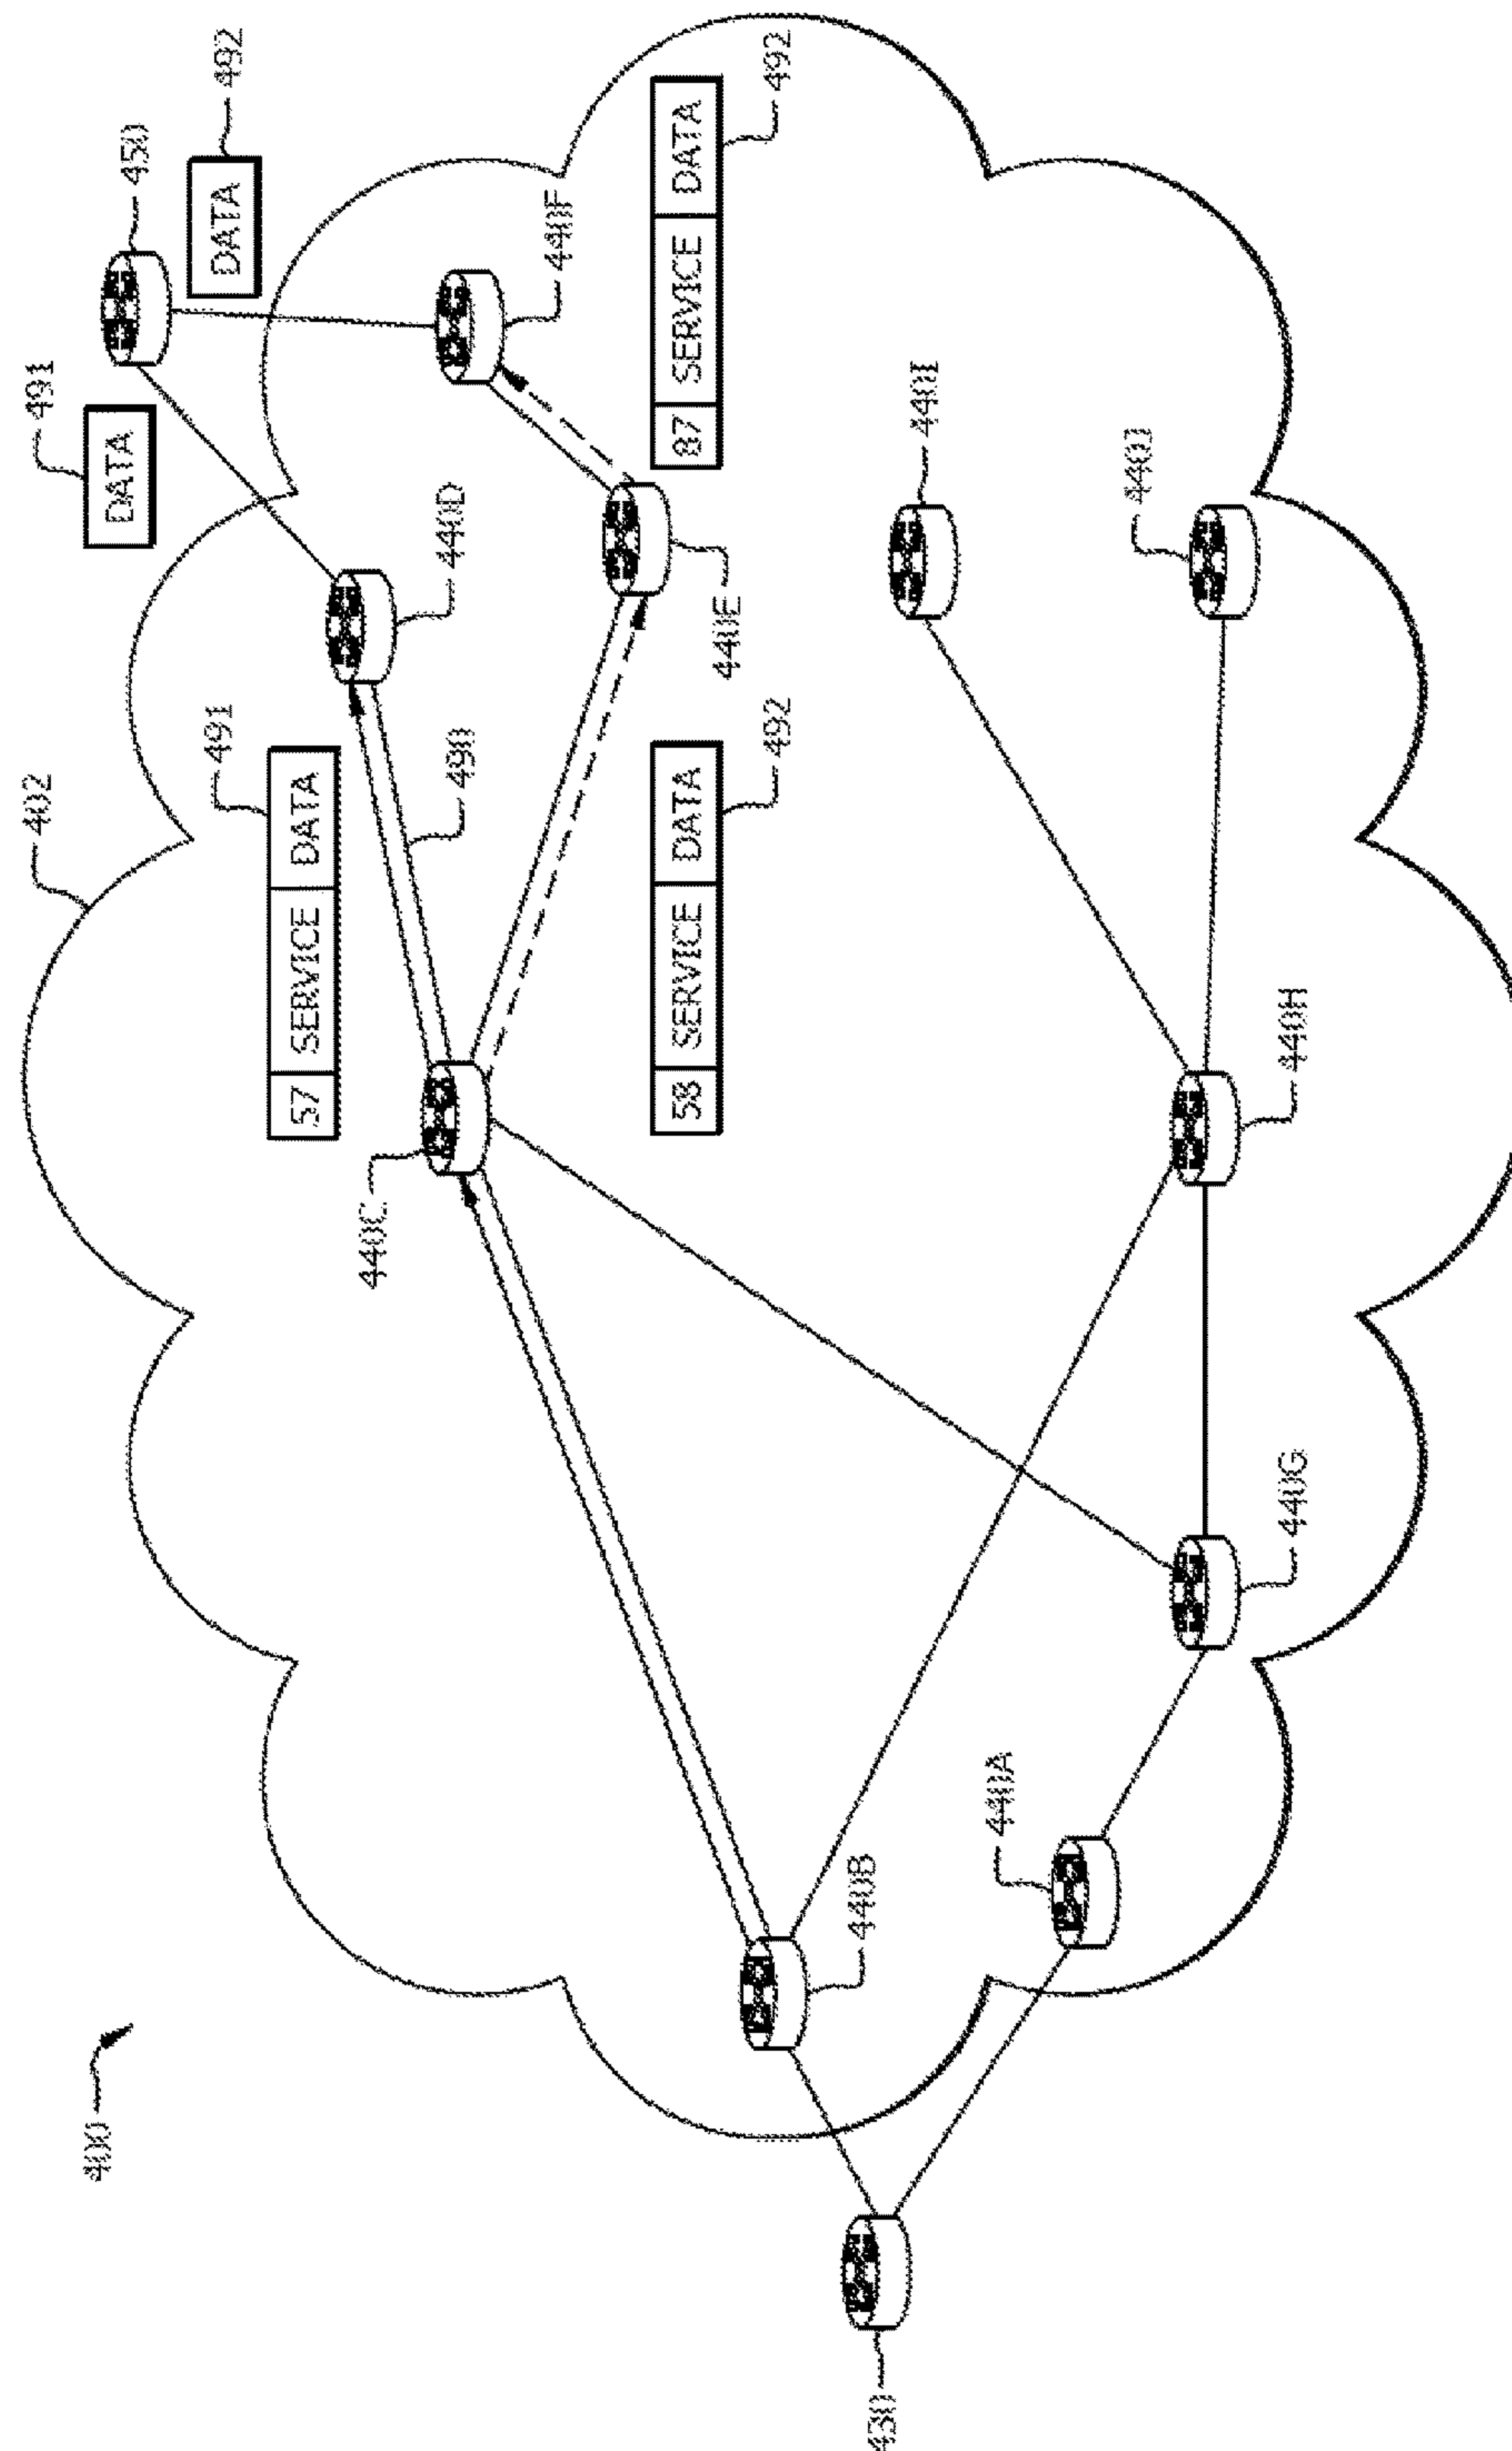 400
402
491
450
492
DATA
DATA
491
57 SERVICE DATA
440D
490
440C
440F
58 SERVICE DATA
492
87 SERVICE DATA
492
440E
440B
430
440A
440I
440J
440G
440H